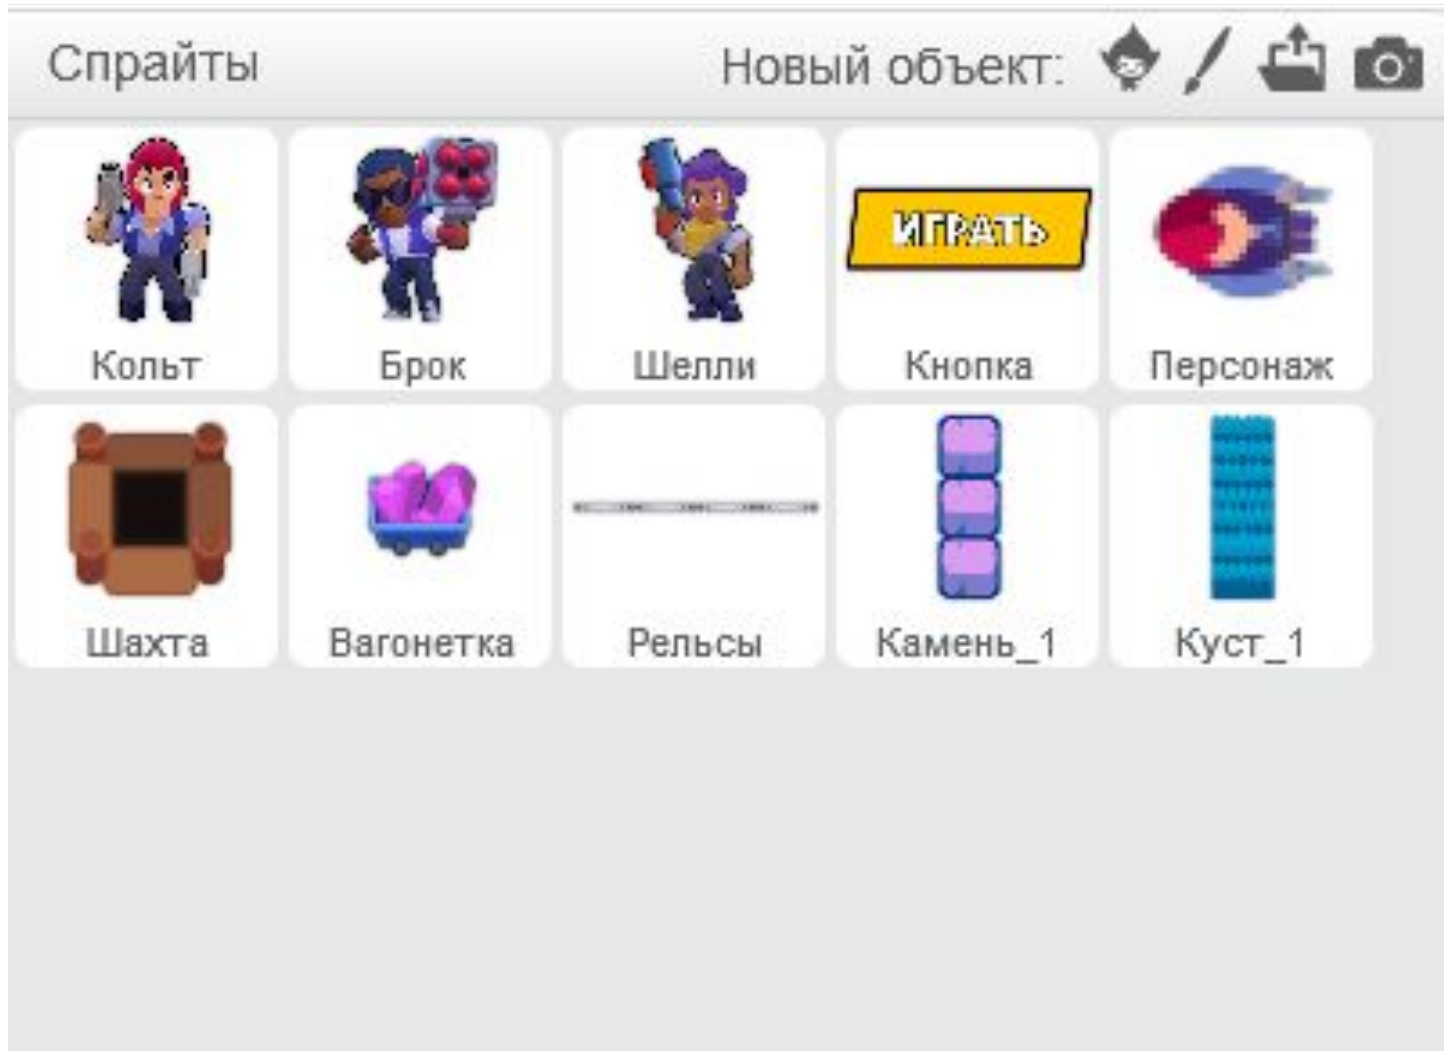 Спрайты
Новый объект:
ИГРАТЬ
Кольт
Брок
Шелли
Кнопка
Персонаж
Шахта
Вагонетка
Рельсы
Камень_1
Куст_1